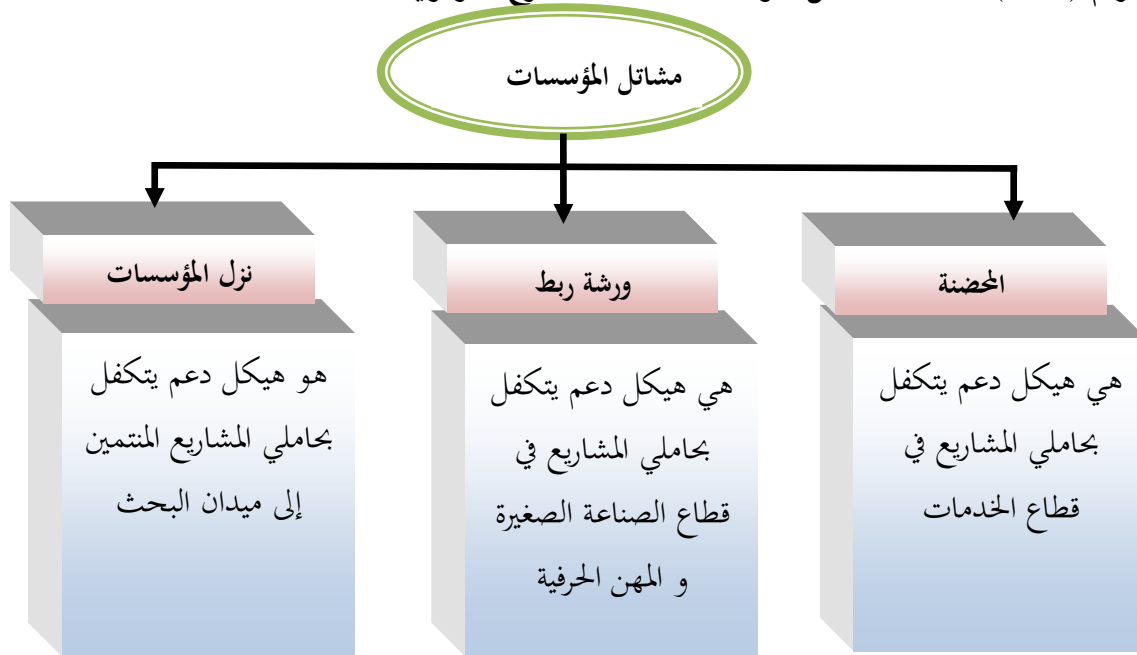 مشاتل المؤسسات
المحضنة
هي هيكل دعم يتكفل
بحاملي المشاريع في
قطاع الخدمات
ورشة ربط
هي هيكل دعم يتكفل
بحاملي المشاريع في
قطاع الصناعة الصغيرة
و المهن الحرفية
نزل المؤسسات
هو هيكل دعم يتكفل
بحاملي المشاريع المنتمين
إلى ميدان البحث